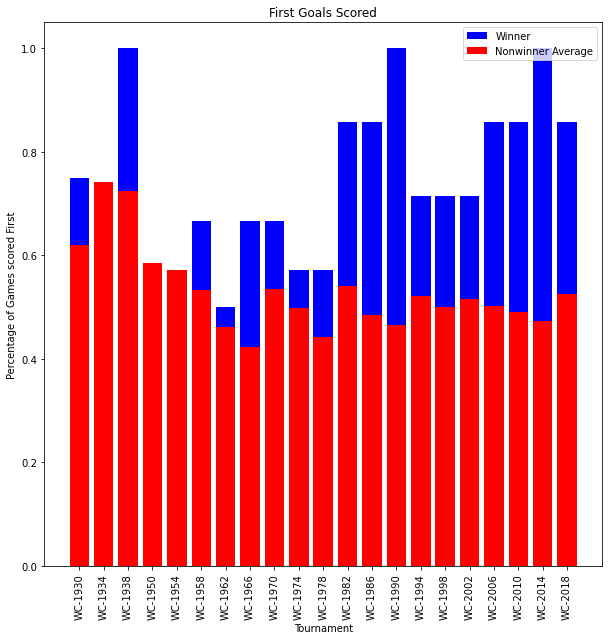 First Goals Scored
Winner
Nonwinner Average
Percentage of Games scored First
1.0
0.8
0.6
0.4
0.2
0.0
WC-1930
WC-1934
WC-1938
WC-1950
WC-1954
WC-1958
WC-1962
WC-1966
WC-1970
WC-1974
WC-1978
WC-1982
WC-1986
WC-1990
WC-1994
WC-1998
WC-2002
WC-2006
WC-2010
WC-2014
WC-2018
Tournament